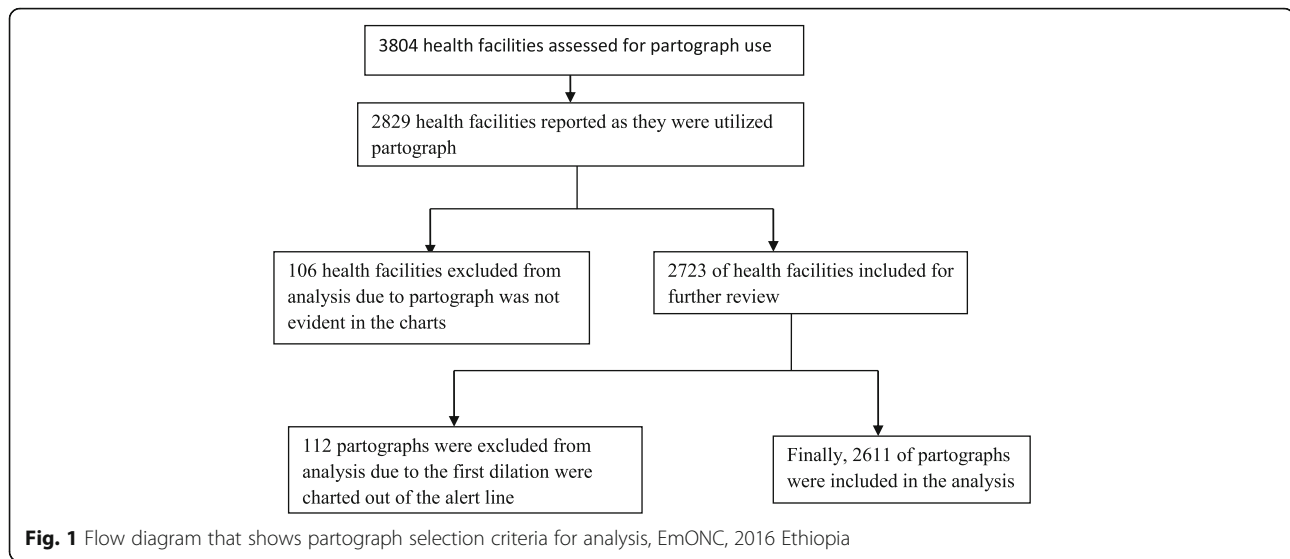 3804 health facilities assessed for partograph use
2829 health facilities reported as they were utilized
partograph
106 health facilities excluded from
analysis due to partograph was not
evident in the charts
2723 of health facilities included for
further review
112 partographs were excluded from
analysis due to the first dilation were
charted out of the alert line
Finally, 2611 of partographs
were included in the analysis
Fig. 1 Flow diagram that shows partograph selection criteria for analysis, EmONC, 2016 Ethiopia